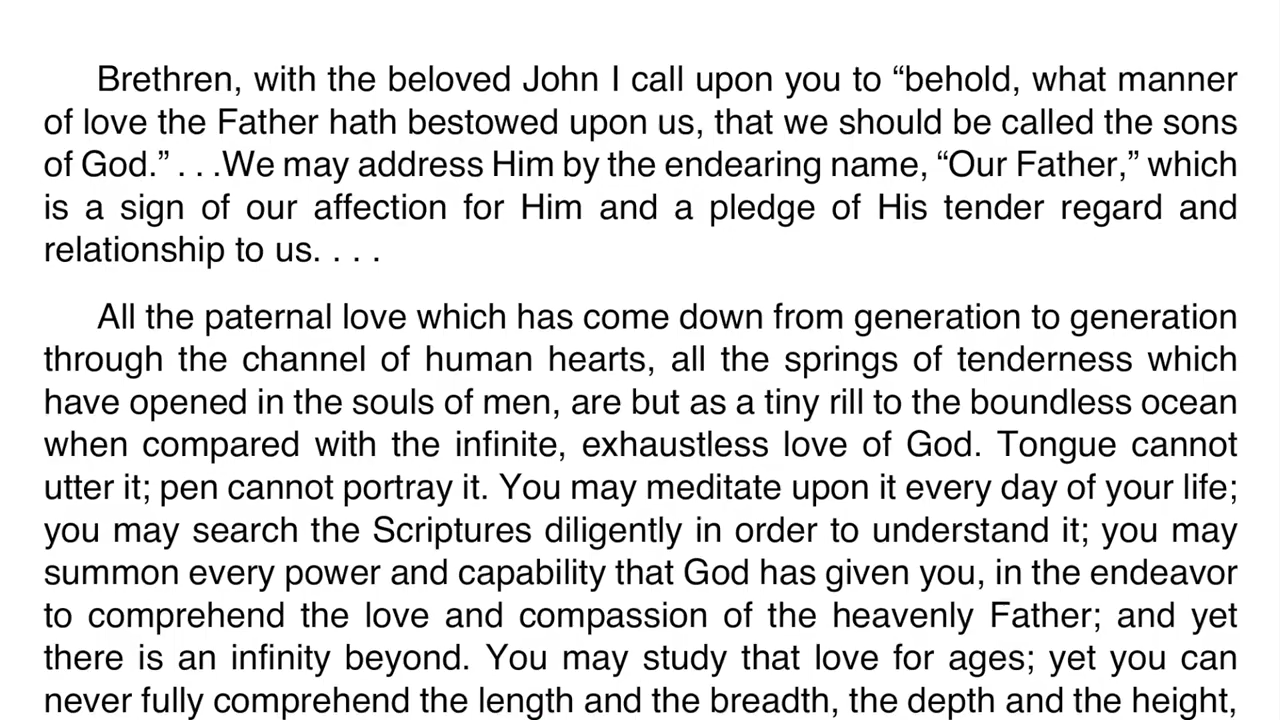 Brethren, with the beloved John I call upon you to “behold, what manner
of love the Father hath bestowed upon us, that we should be called the sons
of God.” . . .We may address Him by the endearing name, “Our Father,” which
is a sign of our affection for Him and a pledge of His tender regard and
relationship to us. . . .
All the paternal love which has come down from generation to generation
through the channel of human hearts, all the springs of tenderness which
have opened in the souls of men, are but as a tiny rill to the boundless ocean
when compared with the infinite, exhaustless love of God. Tongue cannot
utter it; pen cannot portray it. You may meditate upon it every day of your life;
you may search the Scriptures diligently in order to understand it; you may
summon every power and capability that God has given you, in the endeavor
to comprehend the love and compassion of the heavenly Father; and yet
there is an infinity beyond. You may study that love for ages; yet you can
never fully comprehend the length and the breadth, the depth and the height,